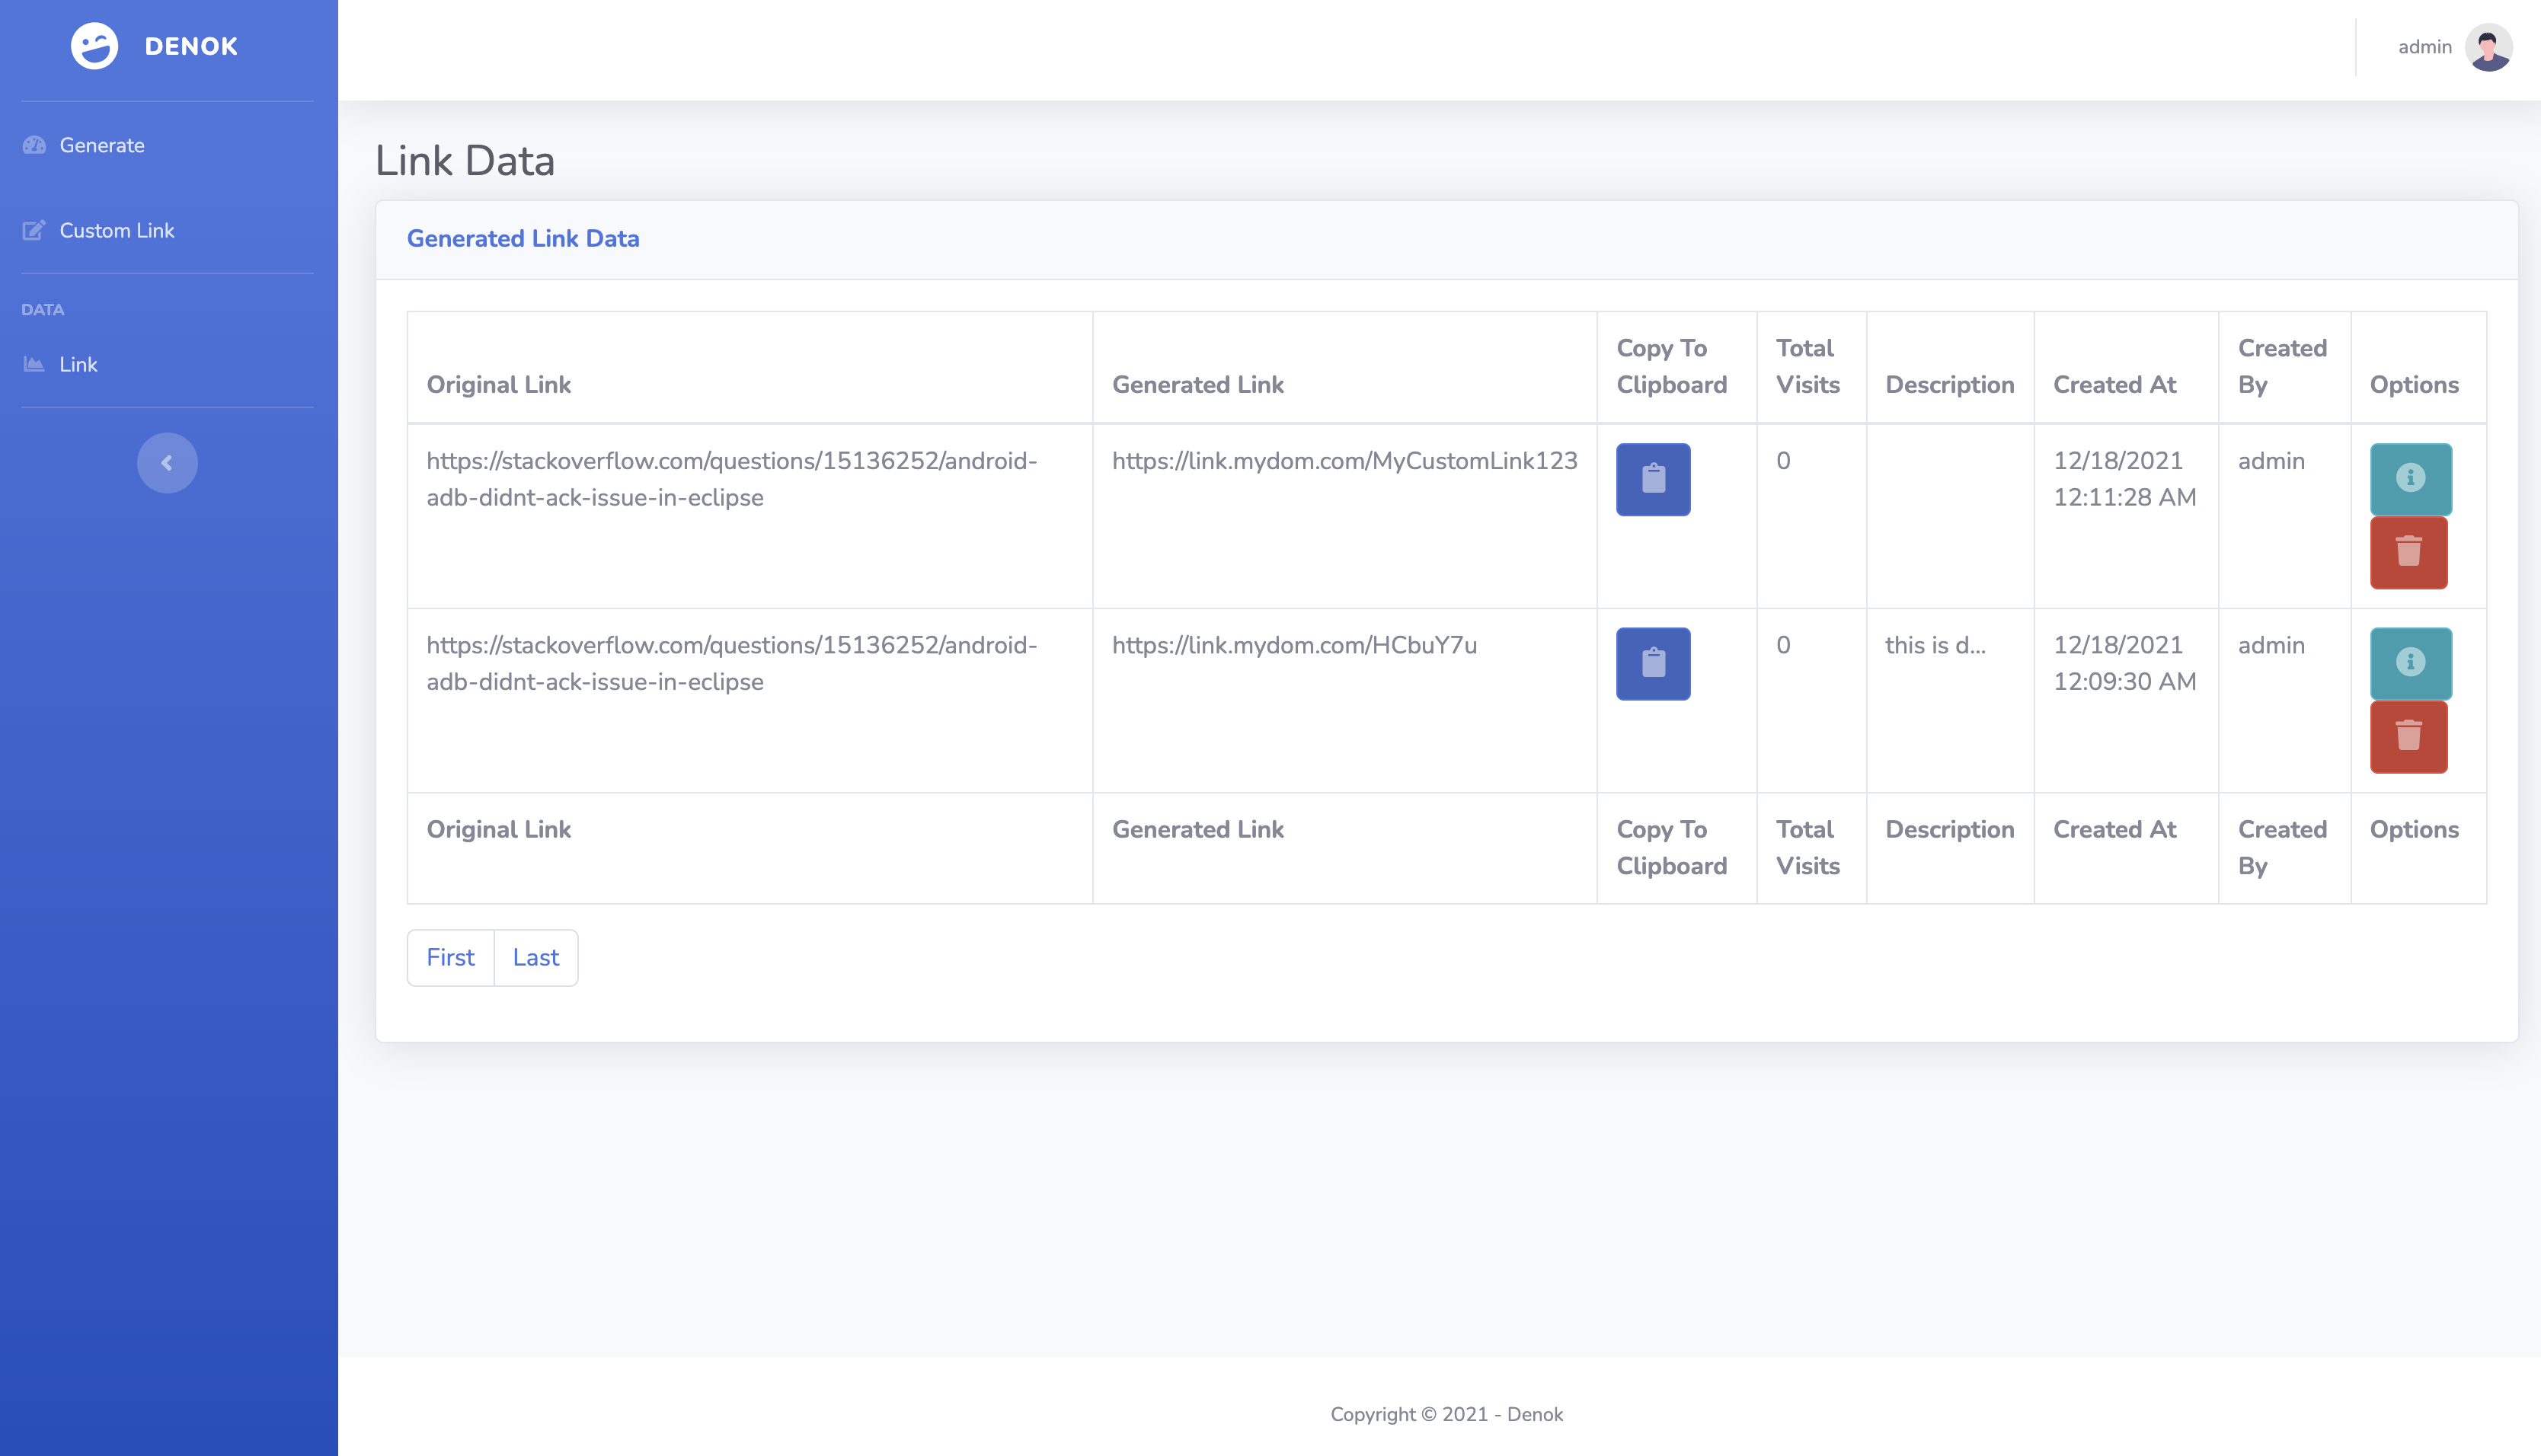 DENOK
admin
Generate
Custom Link
DATA
Link
Link Data
Generated Link Data
Original Link
Generated Link
Copy To
Clipboard
Total
Visits
Description
Created At
Created
By
Options
https://stackoverflow.com/questions/15136252/android-
adb-didnt-ack-issue-in-eclipse
https://link.mydom.com/MyCustomLink123
0
12/18/2021
12:11:28 AM
admin
https://stackoverflow.com/questions/15136252/android-
adb-didnt-ack-issue-in-eclipse
https://link.mydom.com/HCbuY7u
0
this is d...
12/18/2021
12:09:30 AM
admin
Original Link
Generated Link
Copy To
Clipboard
Total
Visits
Description
Created At
Created
By
Options
First
Last
Copyright © 2021 - Denok